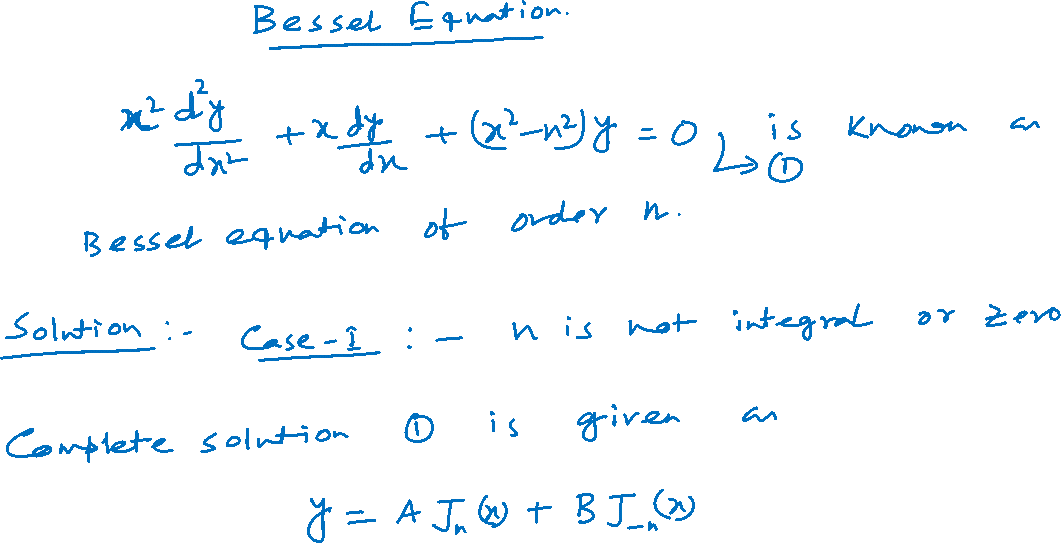 Bessel Equation.
x² d²y/dx² + x dy/dx + (x²-n²)y = 0, ↳ ① is known as
Bessel equation of order n.
Solution :- Case-I :- n is not integral or zero
Complete solution ① is given as
y = A Jₙ(x) + B J₋ₙ(x)